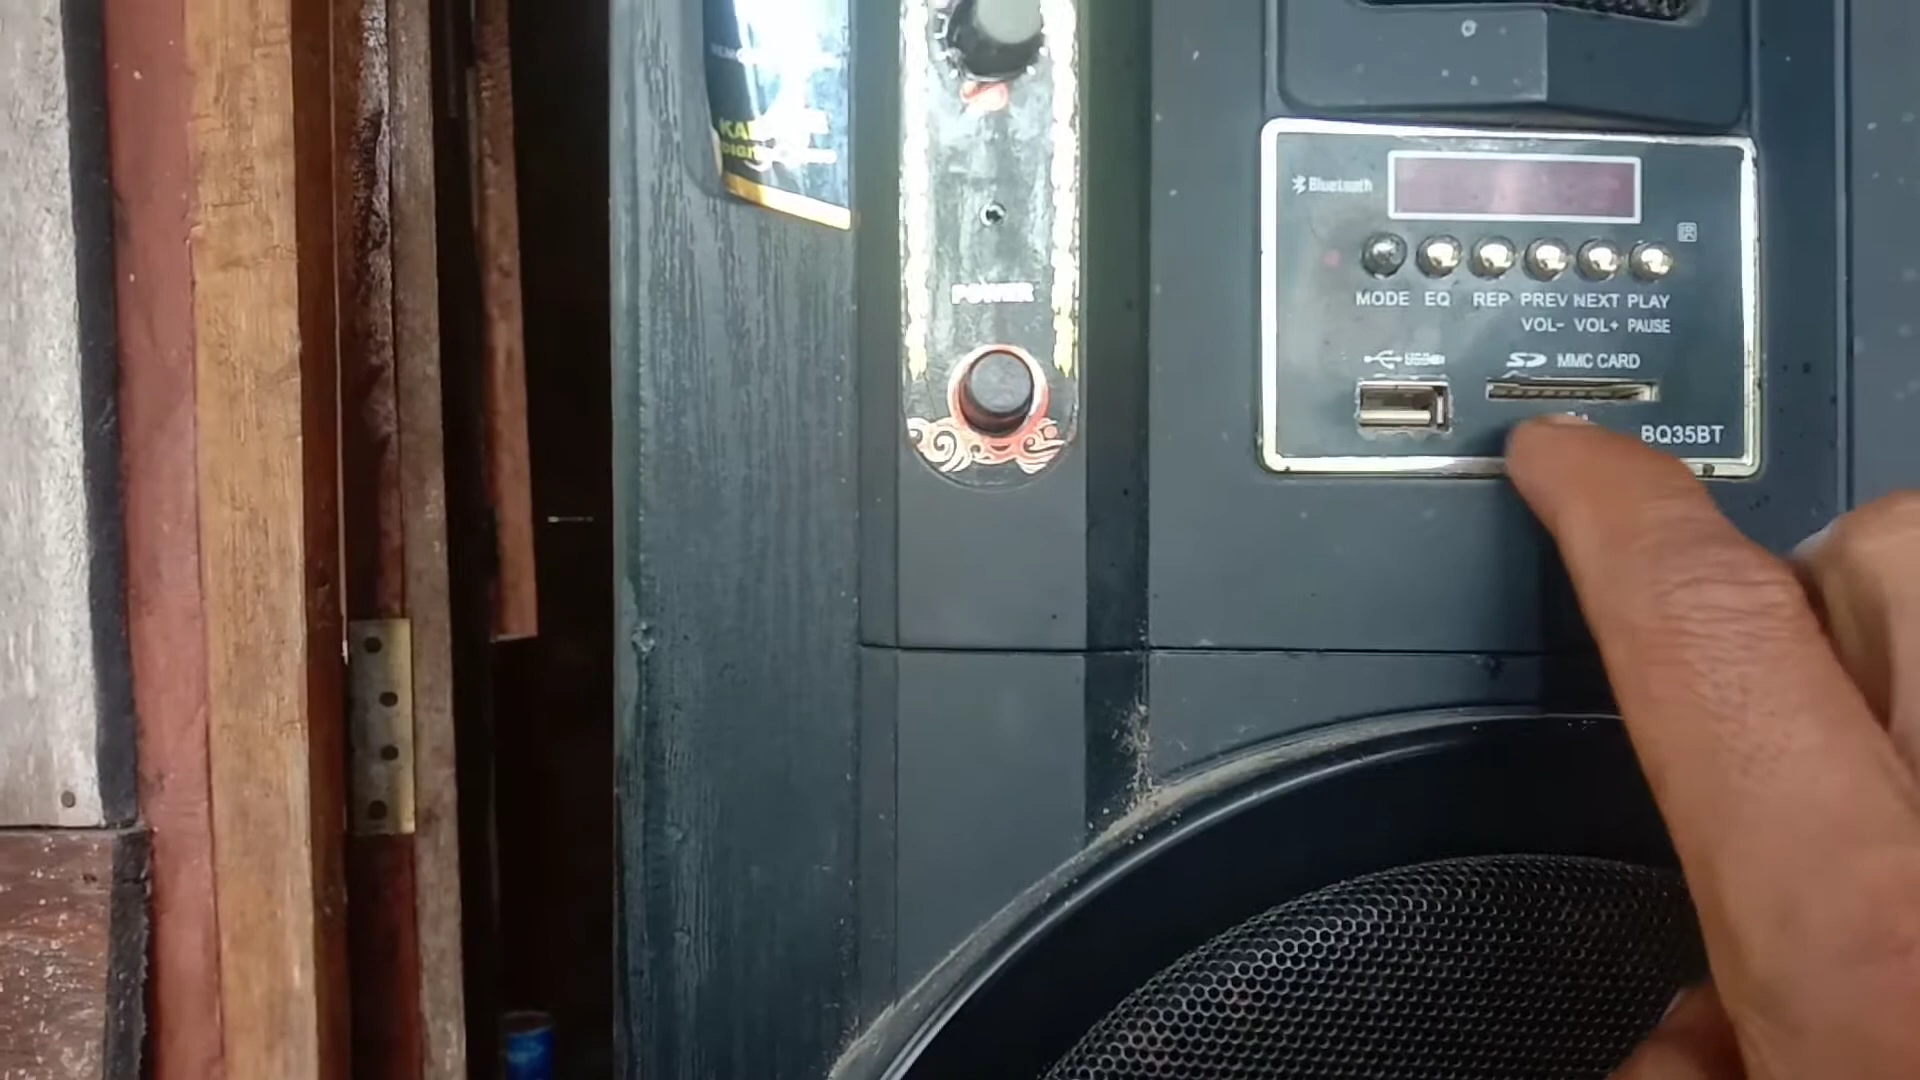 POWER
Bluetooth
MODE EQ REP PREV NEXT PLAY
VOL- VOL+ PAUSE
USB SD MMC CARD
BQ35BT